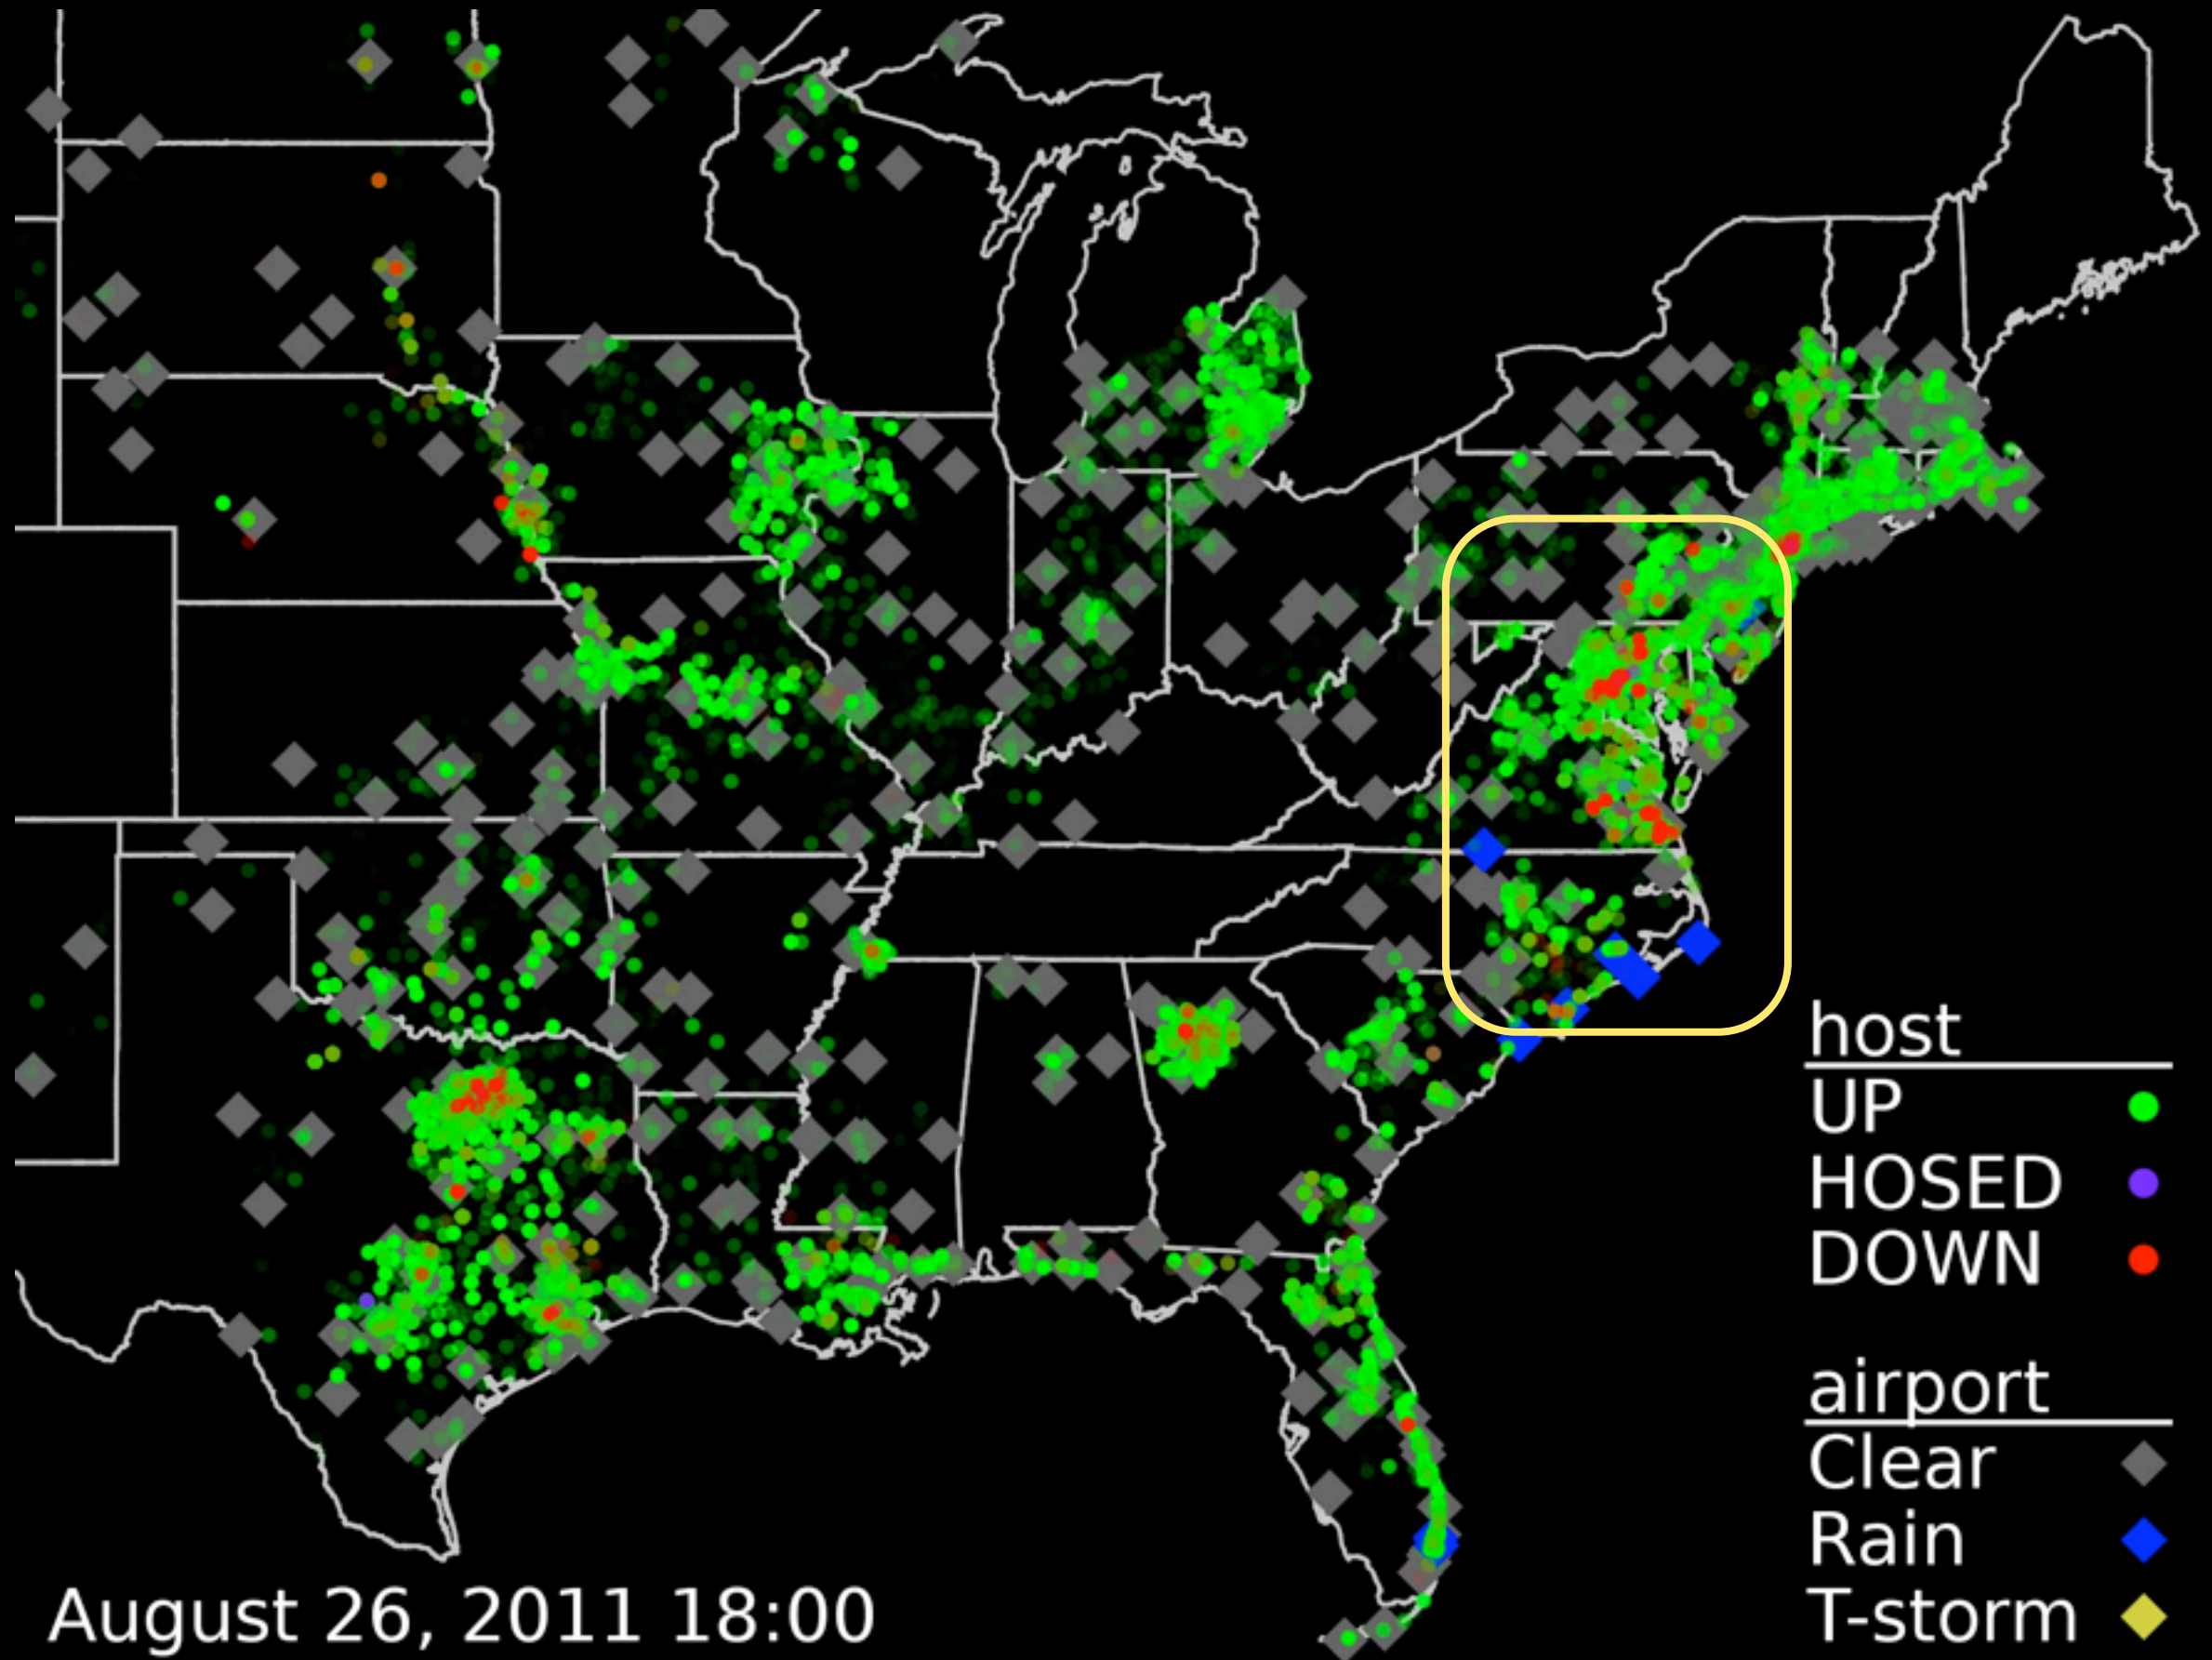 host
UP
HOSED
DOWN
airport
Clear
Rain
T-storm
August 26, 2011 18:00